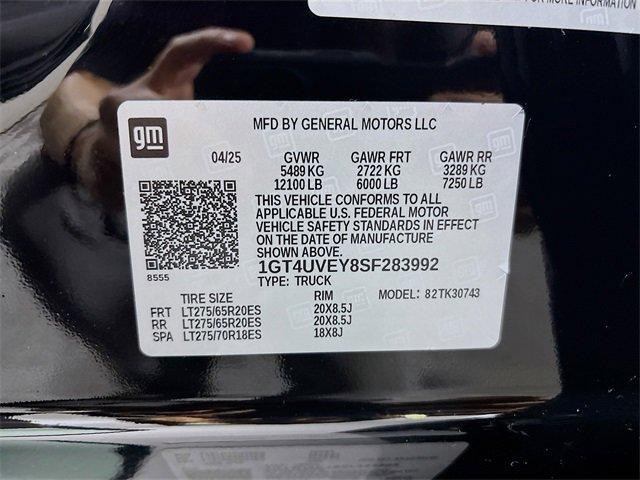 FOR MORE INFORMATION
gm
MFD BY GENERAL MOTORS LLC
04/25 GVWR GAWR FRT GAWR RR
5489 KG 2722 KG 3289 KG
12100 LB 6000 LB 7250 LB
THIS VEHICLE CONFORMS TO ALL
APPLICABLE U.S. FEDERAL MOTOR
VEHICLE SAFETY STANDARDS IN EFFECT
ON THE DATE OF MANUFACTURE
SHOWN ABOVE.
8555
1GT4UVEY8SF283992
TYPE: TRUCK
TIRE SIZE RIM MODEL: 82TK30743
FRT LT275/65R20ES 20X8.5J
RR LT275/65R20ES 20X8.5J
SPA LT275/70R18ES 18X8J